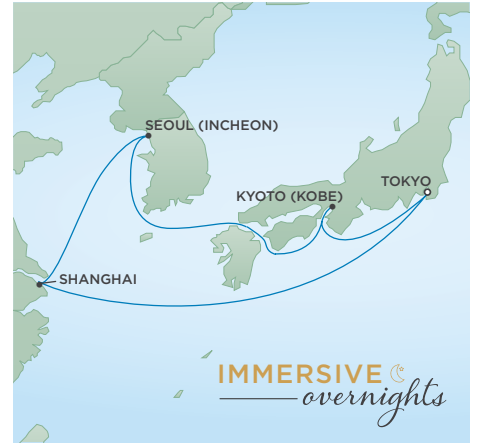 SEOUL (INCHEON)
TOKYO
KYOTO (KOBE)
SHANGHAI
IMMERSIVE
overnights